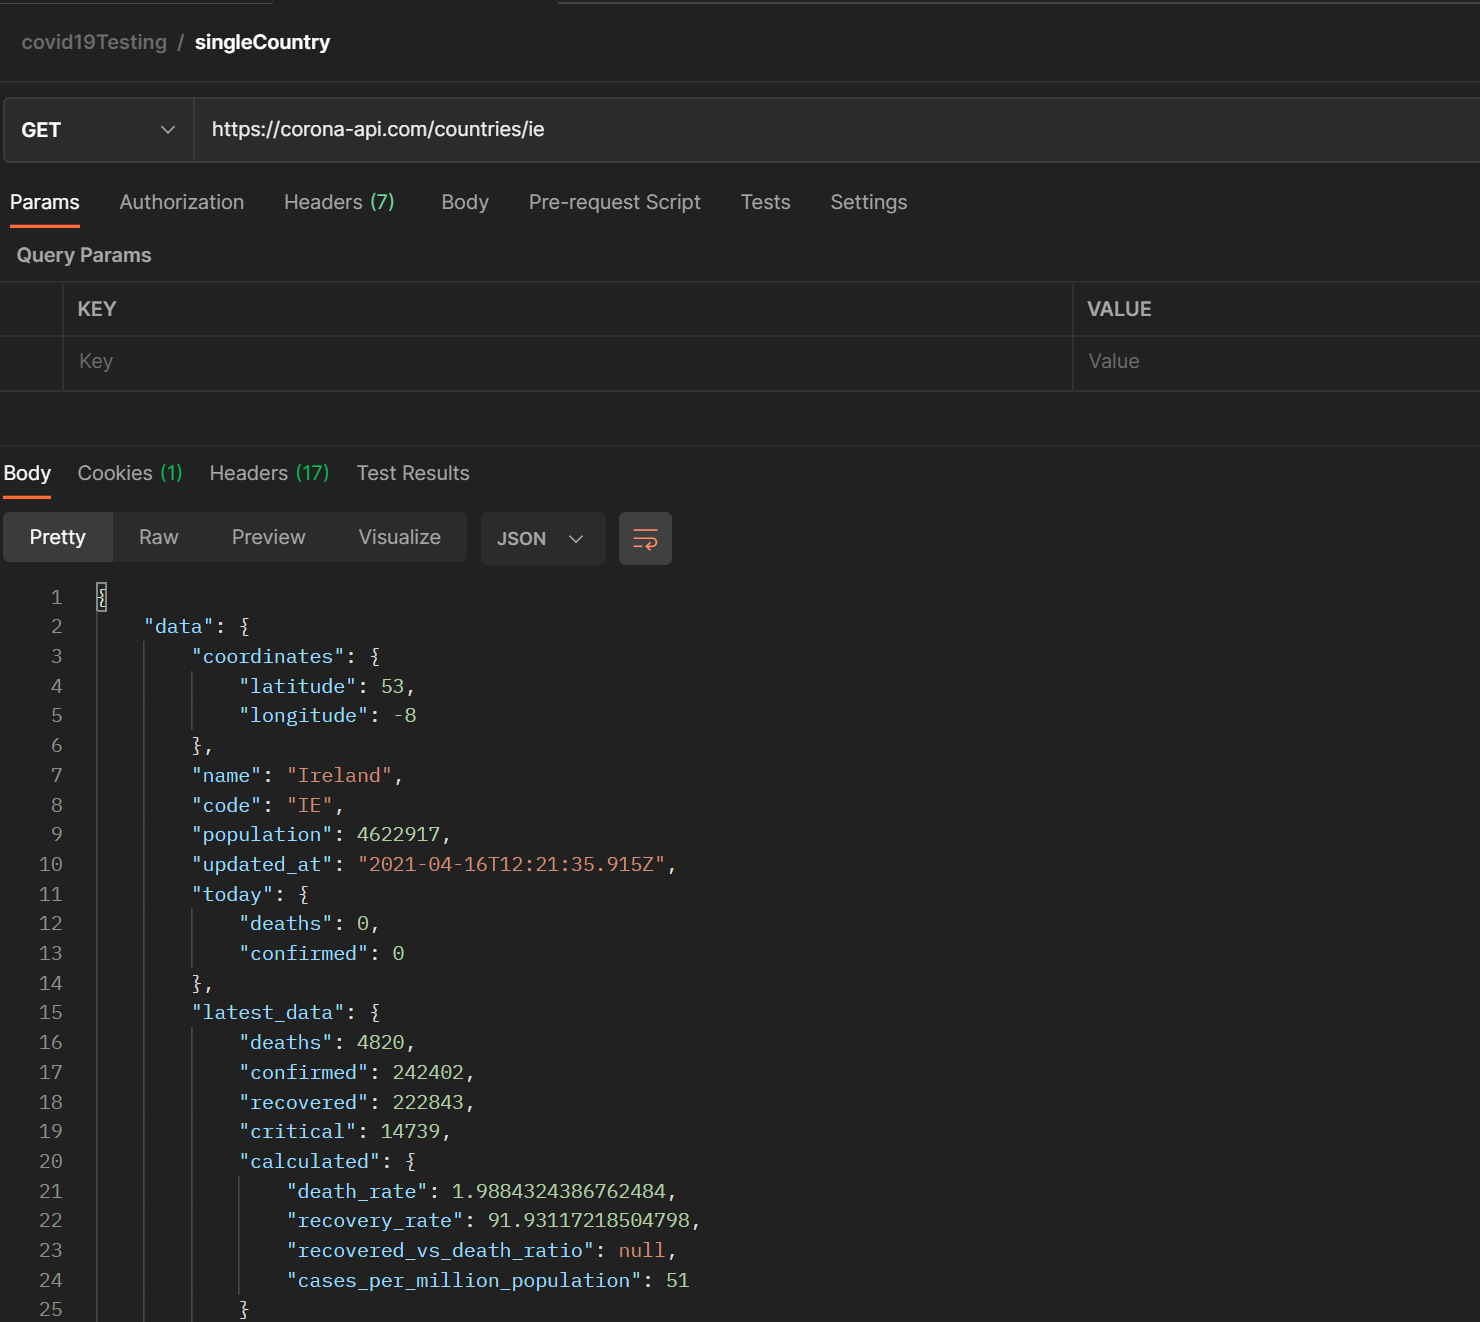 covid19Testing / singleCountry
GET https://corona-api.com/countries/ie
Params Authorization Headers (7) Body Pre-request Script Tests Settings
Query Params
KEY VALUE
Key Value
Body Cookies (1) Headers (17) Test Results
Pretty Raw Preview Visualize JSON
1 {
2 "data": {
3 "coordinates": {
4 "latitude": 53,
5 "longitude": -8
6 },
7 "name": "Ireland",
8 "code": "IE",
9 "population": 4622917,
10 "updated_at": "2021-04-16T12:21:35.915Z",
11 "today": {
12 "deaths": 0,
13 "confirmed": 0
14 },
15 "latest_data": {
16 "deaths": 4820,
17 "confirmed": 242402,
18 "recovered": 222843,
19 "critical": 14739,
20 "calculated": {
21 "death_rate": 1.9884324386762484,
22 "recovery_rate": 91.93117218504798,
23 "recovered_vs_death_ratio": null,
24 "cases_per_million_population": 51
25 }